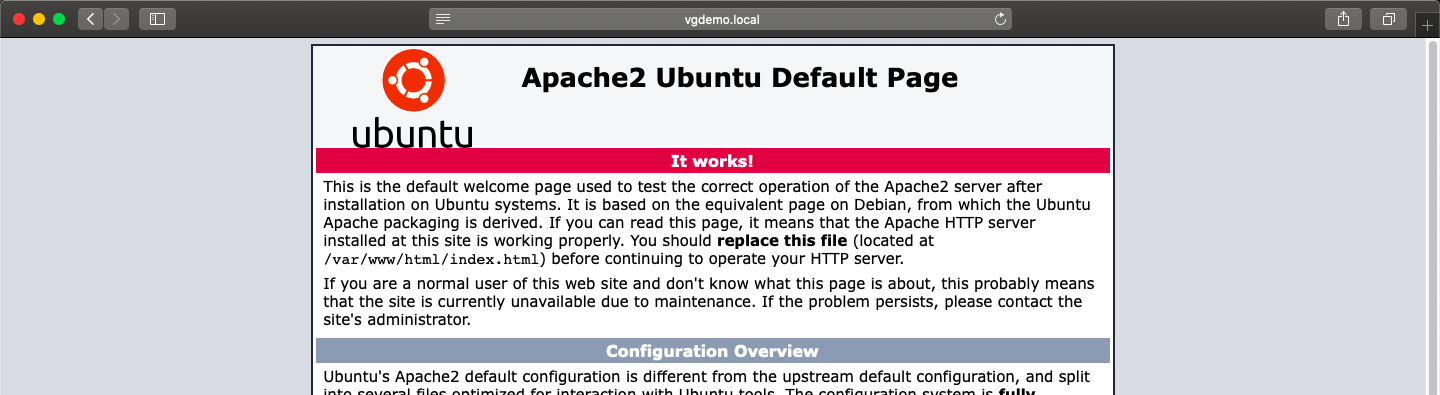 vgdemo.local
ubuntu
Apache2 Ubuntu Default Page
It works!
This is the default welcome page used to test the correct operation of the Apache2 server after
installation on Ubuntu systems. It is based on the equivalent page on Debian, from which the Ubuntu
Apache packaging is derived. If you can read this page, it means that the Apache HTTP server
installed at this site is working properly. You should replace this file (located at
/var/www/html/index.html) before continuing to operate your HTTP server.
If you are a normal user of this web site and don't know what this page is about, this probably means
that the site is currently unavailable due to maintenance. If the problem persists, please contact the
site's administrator.
Configuration Overview
Ubuntu's Apache2 default configuration is different from the upstream default configuration, and split
into several files optimized for interaction with Ubuntu tools. The configuration system is fully